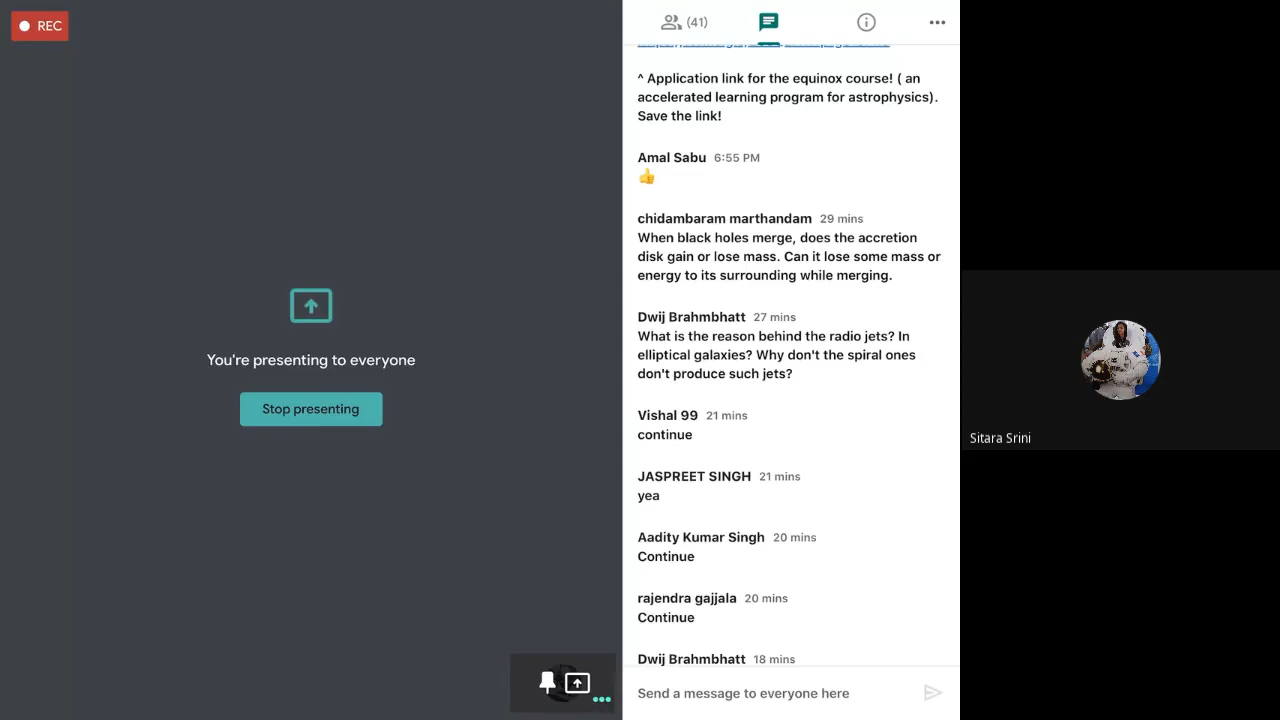 REC
You're presenting to everyone
Stop presenting
(41)
^ Application link for the equinox course! ( an
accelerated learning program for astrophysics).
Save the link!
Amal Sabu 6:55 PM
👍
chidambaram marthandam 29 mins
When black holes merge, does the accretion
disk gain or lose mass. Can it lose some mass or
energy to its surrounding while merging.
Dwij Brahmbhatt 27 mins
What is the reason behind the radio jets? In
elliptical galaxies? Why don't the spiral ones
don't produce such jets?
Vishal 99 21 mins
continue
JASPREET SINGH 21 mins
yea
Aadity Kumar Singh 20 mins
Continue
rajendra gajjala 20 mins
Continue
Dwij Brahmbhatt 18 mins
Send a message to everyone here
Sitara Srini